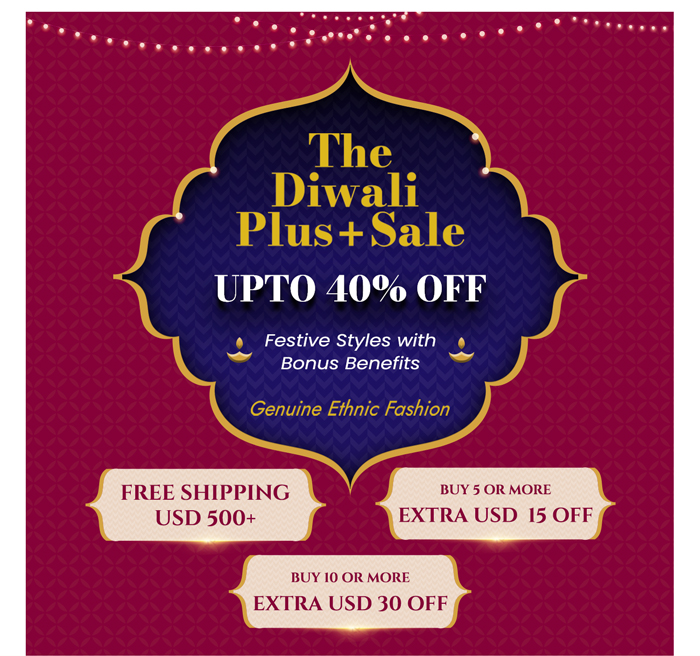 The
Diwali
Plus+Sale
UPTO 40% OFF
Festive Styles with
Bonus Benefits
Genuine Ethnic Fashion
FREE SHIPPING
USD 500+
BUY 5 OR MORE
EXTRA USD 15 OFF
BUY 10 OR MORE
EXTRA USD 30 OFF